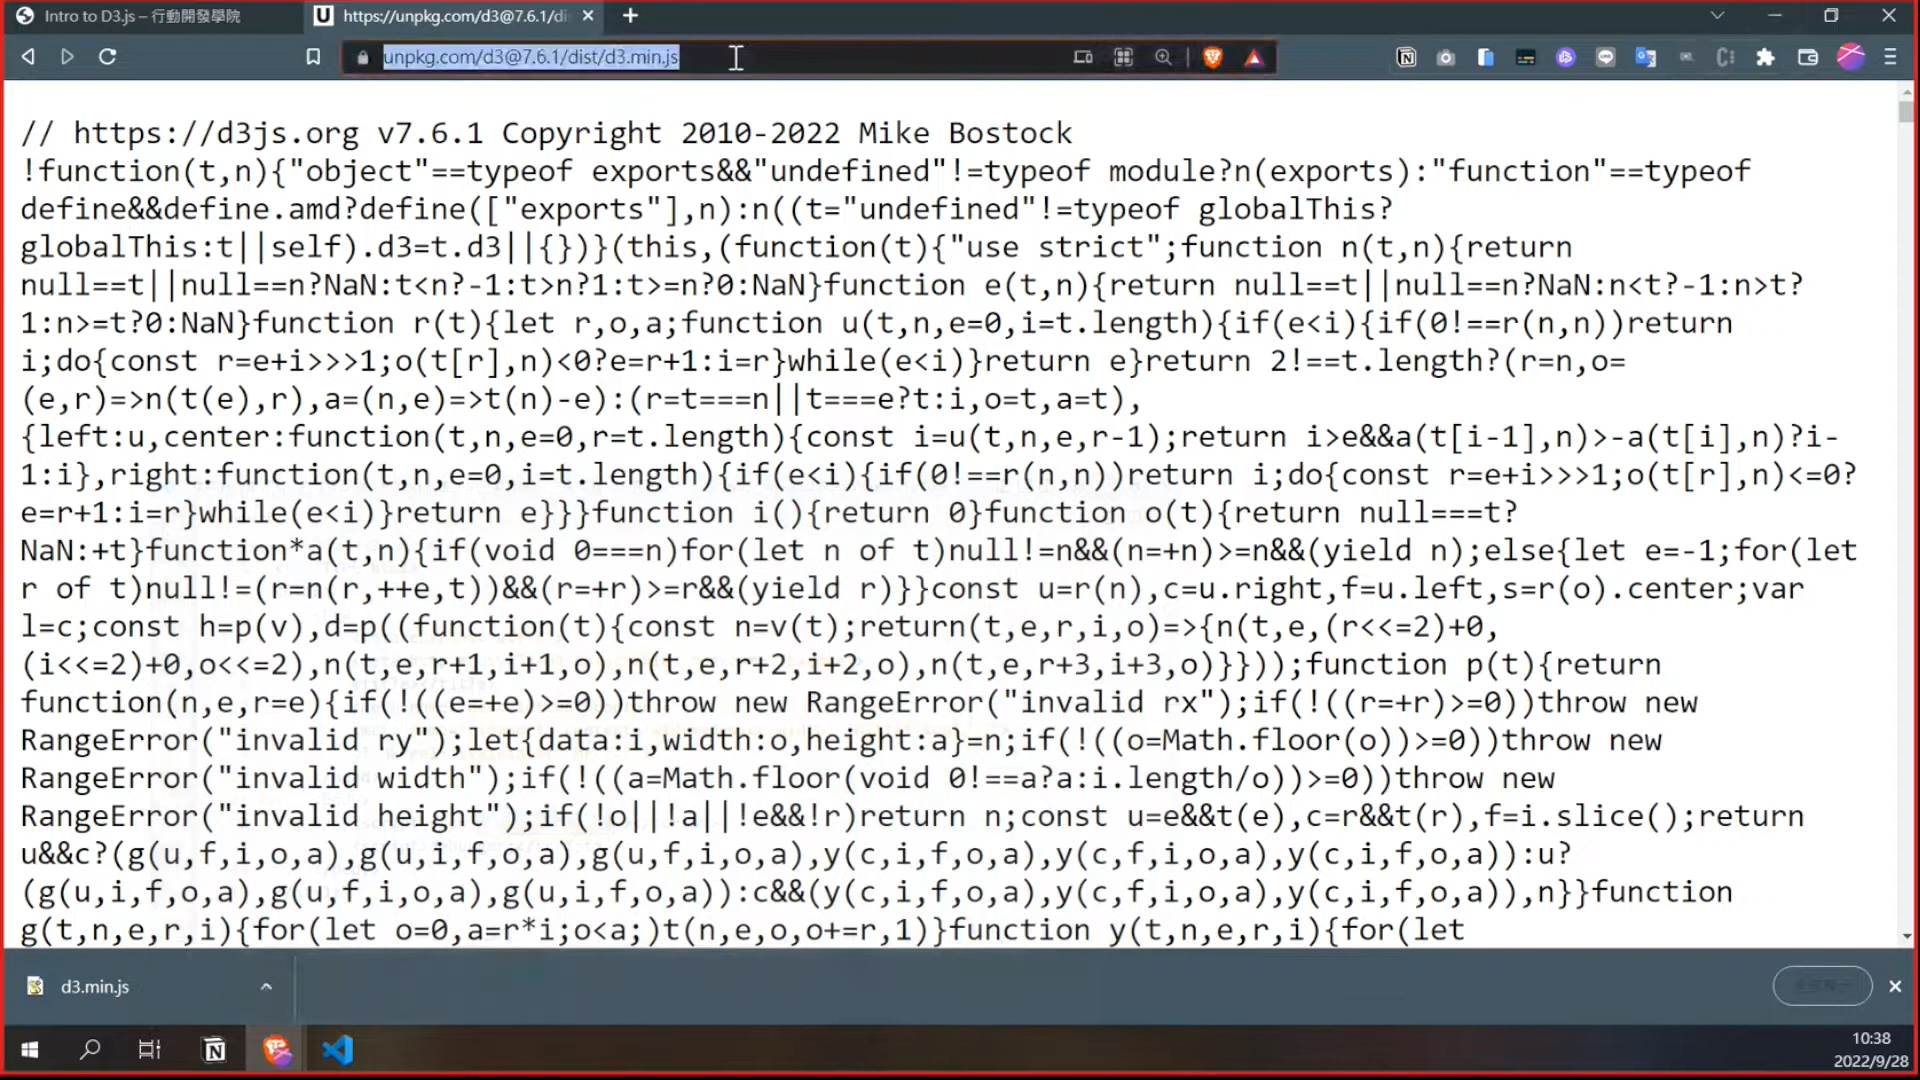 Intro to D3.js – 行動開發學院
https://unpkg.com/d3@7.6.1/di
unpkg.com/d3@7.6.1/dist/d3.min.js
// https://d3js.org v7.6.1 Copyright 2010-2022 Mike Bostock
!function(t,n){"object"==typeof exports&&"undefined"!=typeof module?n(exports):"function"==typeof
define&&define.amd?define(["exports"],n):n((t="undefined"!=typeof globalThis?
globalThis:t||self).d3=t.d3||{})}(this,(function(t){"use strict";function n(t,n){return
null==t||null==n?NaN:t<n?-1:t>n?1:t>=n?0:NaN}function e(t,n){return null==t||null==n?NaN:n<t?-1:n>t?
1:n>=t?0:NaN}function r(t){let r,o,a;function u(t,n,e=0,i=t.length){if(e<i){if(0!==r(n,n))return
i;do{const r=e+i>>>1;o(t[r],n)<0?e=r+1:i=r}while(e<i)}return e}return 2!==t.length?(r=n,o=
(e,r)=>n(t(e),r),a=(n,e)=>t(n)-e):(r=t===n||t===e?t:i,o=t,a=t),
{left:u,center:function(t,n,e=0,r=t.length){const i=u(t,n,e,r-1);return i>e&&a(t[i-1],n)>-a(t[i],n)?i-
1:i},right:function(t,n,e=0,i=t.length){if(e<i){if(0!==r(n,n))return i;do{const r=e+i>>>1;o(t[r],n)<=0?
e=r+1:i=r}while(e<i)}return e}}}function i(){return 0}function o(t){return null===t?
NaN:+t}function*a(t,n){if(void 0===n)for(let n of t)null!=n&&(n=+n)>=n&&(yield n);else{let e=-1;for(let
r of t)null!=(r=n(r,++e,t))&&(r=+r)>=r&&(yield r)}}const u=r(n),c=u.right,f=u.left,s=r(o).center;var
l=c;const h=p(v),d=p((function(t){const n=v(t);return(t,e,r,i,o)=>{n(t,e,(r<<=2)+0,
(i<<=2)+0,o<<=2),n(t,e,r+1,i+1,o),n(t,e,r+2,i+2,o),n(t,e,r+3,i+3,o)}}));function p(t){return
function(n,e,r=e){if(!((e=+e)>=0))throw new RangeError("invalid rx");if(!((r=+r)>=0))throw new
RangeError("invalid ry");let{data:i,width:o,height:a}=n;if(!((o=Math.floor(o))>=0))throw new
RangeError("invalid width");if(!((a=Math.floor(void 0!==a?a:i.length/o))>=0))throw new
RangeError("invalid height");if(!o||!a||!e&&!r)return n;const u=e&&t(e),c=r&&t(r),f=i.slice();return
u&&c?(g(u,f,i,o,a),g(u,i,f,o,a),g(u,f,i,o,a),y(c,i,f,o,a),y(c,f,i,o,a),y(c,i,f,o,a)):u?
(g(u,i,f,o,a),g(u,f,i,o,a),g(u,i,f,o,a)):c&&(y(c,i,f,o,a),y(c,f,i,o,a),y(c,i,f,o,a)),n}}function
g(t,n,e,r,i){for(let o=0,a=r*i;o<a;)t(n,e,o,o+=r,1)}function y(t,n,e,r,i){for(let
d3.min.js
10:38
2022/9/28